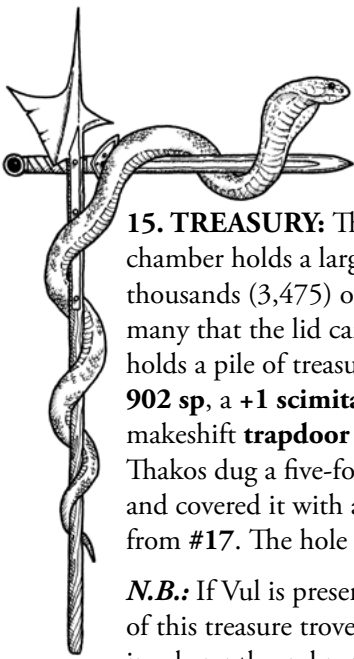 15. TREASURY: Th
chamber holds a larg
thousands (3,475) o
many that the lid ca
holds a pile of treasu
902 sp, a +1 scimita
makeshift trapdoor
Thakos dug a five-fo
and covered it with a
from #17. The hole
N.B.: If Vul is presen
of this treasure trove